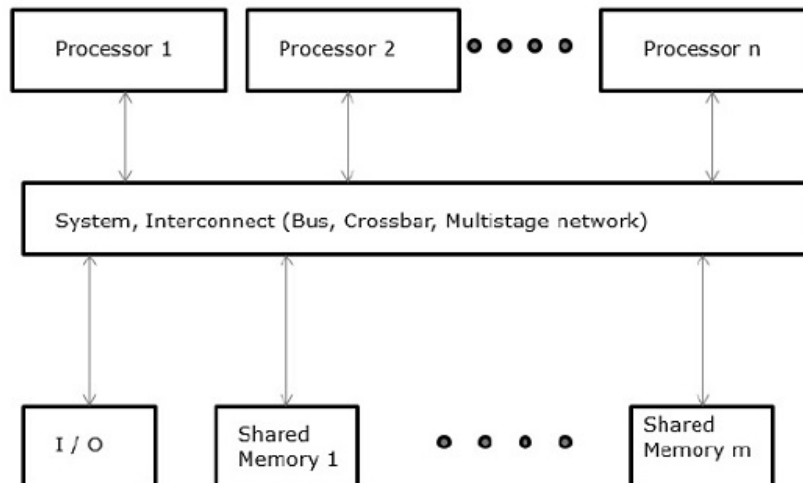 Processor 1
Processor 2
Processor n
System, Interconnect (Bus, Crossbar, Multistage network)
I / O
Shared
Memory 1
Shared
Memory m